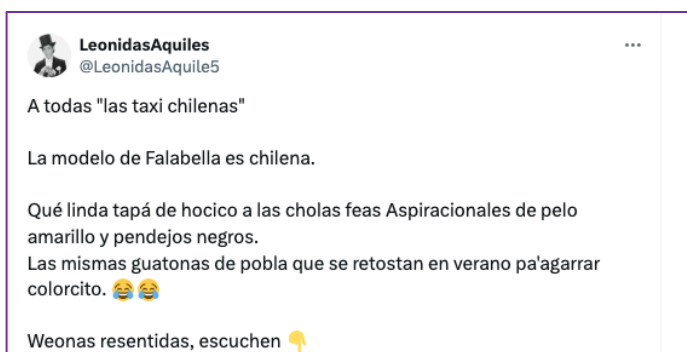 LeonidasAquiles
@LeonidasAquile5
A todas "las taxi chilenas"
La modelo de Falabella es chilena.
Qué linda tapá de hocico a las cholas feas Aspiracionales de pelo
amarillo y pendejos negros.
Las mismas guatonas de pobla que se retostan en verano pa'agarrar
colorcito. 😂😂
Weonas resentidas, escuchen 👇